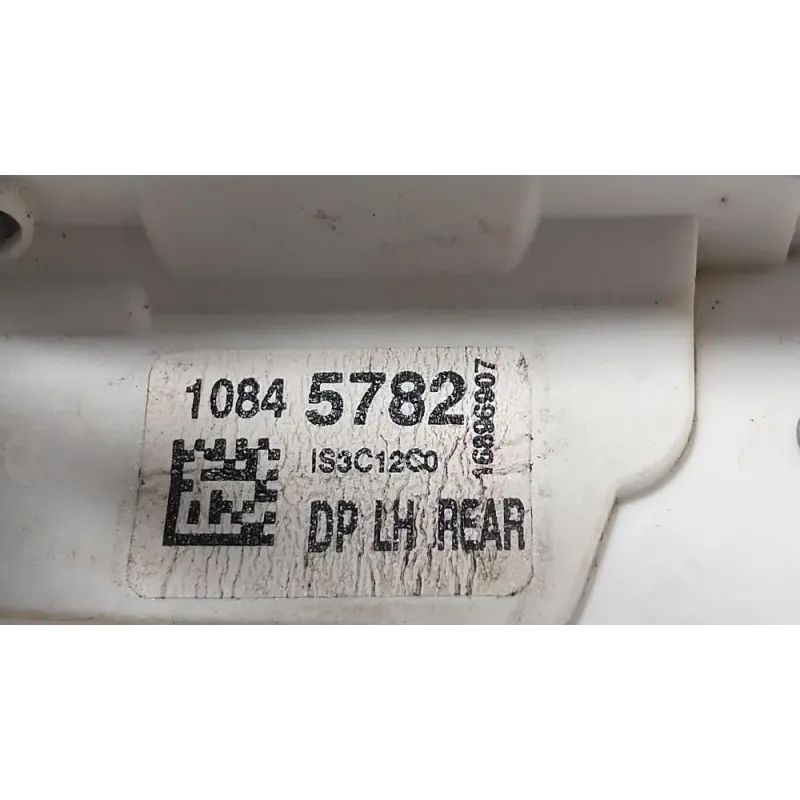 1084 5782
IS3C12C0
DP LH REAR
16896907